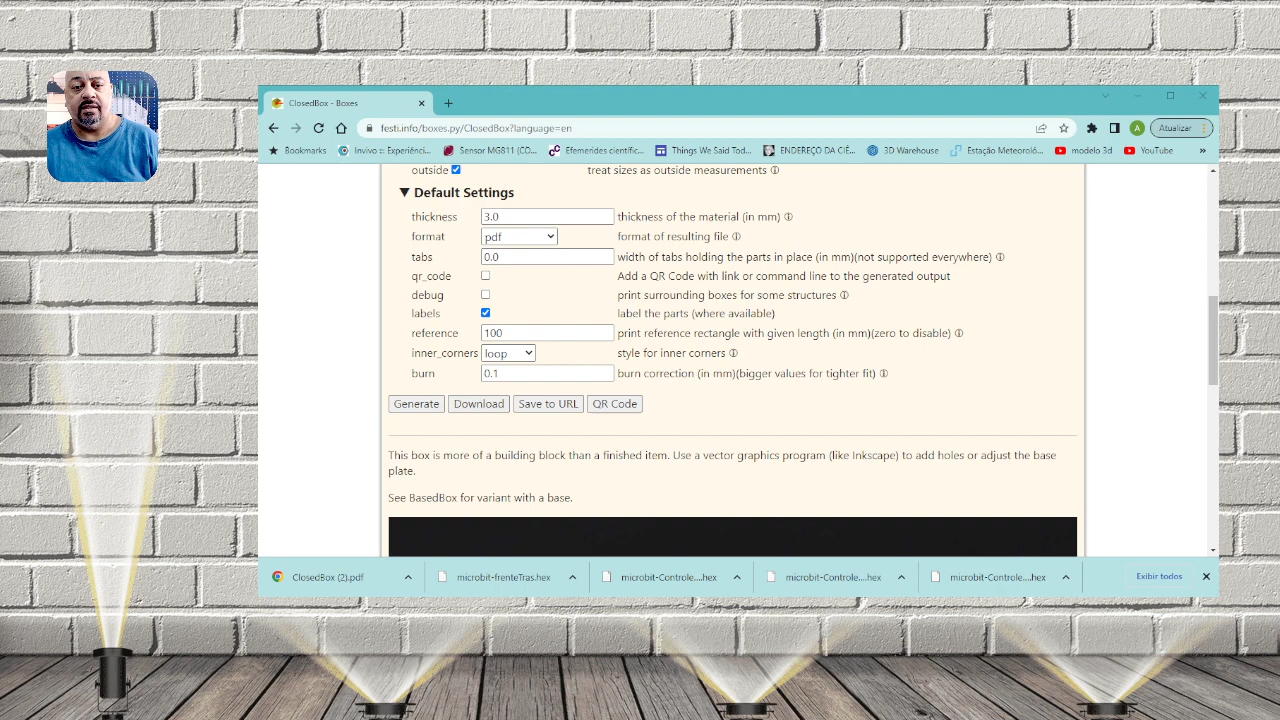 ClosedBox - Boxes
festi.info/boxes.py/ClosedBox?language=en
Atualizar
Bookmarks
Invivo :: Experiênci...
Sensor MG811 (CO...
Efemerides científic...
Things We Said Tod...
ENDEREÇO DA CIÊ...
3D Warehouse
Estação Meteoroló...
modelo 3d
YouTube
outside treat sizes as outside measurements
Default Settings
thickness 3.0 thickness of the material (in mm)
format pdf format of resulting file
tabs 0.0 width of tabs holding the parts in place (in mm)(not supported everywhere)
qr_code Add a QR Code with link or command line to the generated output
debug print surrounding boxes for some structures
labels label the parts (where available)
reference 100 print reference rectangle with given length (in mm)(zero to disable)
inner_corners loop style for inner corners
burn 0.1 burn correction (in mm)(bigger values for tighter fit)
Generate Download Save to URL QR Code
This box is more of a building block than a finished item. Use a vector graphics program (like Inkscape) to add holes or adjust the base
plate.
See BasedBox for variant with a base.
ClosedBox (2).pdf
microbit-frenteTras.hex
microbit-Controle....hex
microbit-Controle....hex
microbit-Controle....hex
Exibir todos